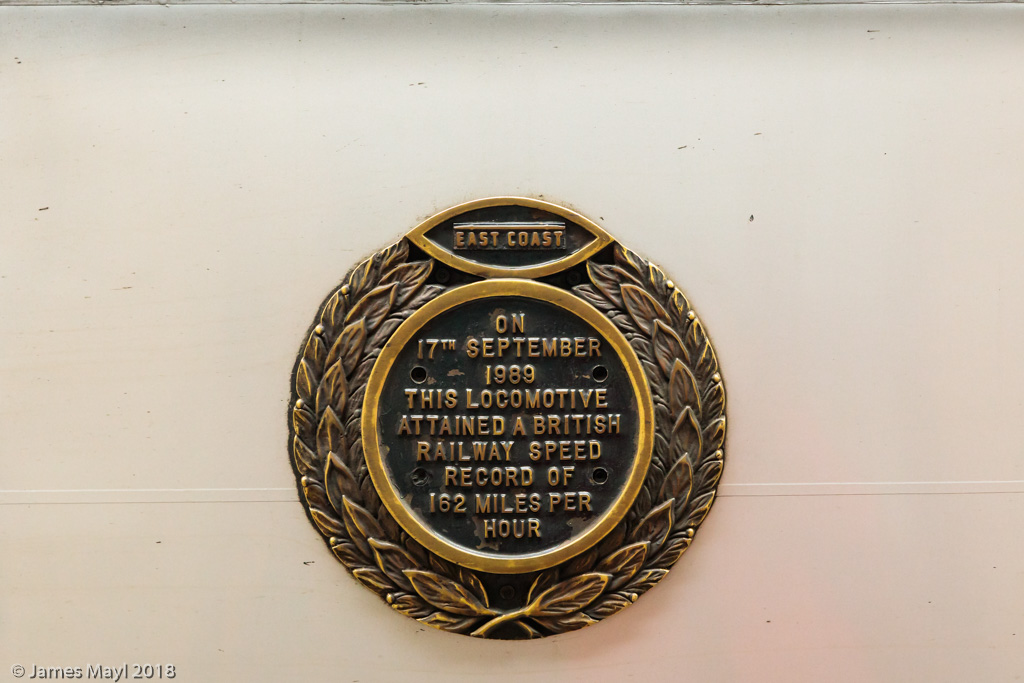 EAST COAST
ON
17TH SEPTEMBER
1989
THIS LOCOMOTIVE
ATTAINED A BRITISH
RAILWAY SPEED
RECORD OF
162 MILES PER
HOUR
© James Mayl 2018